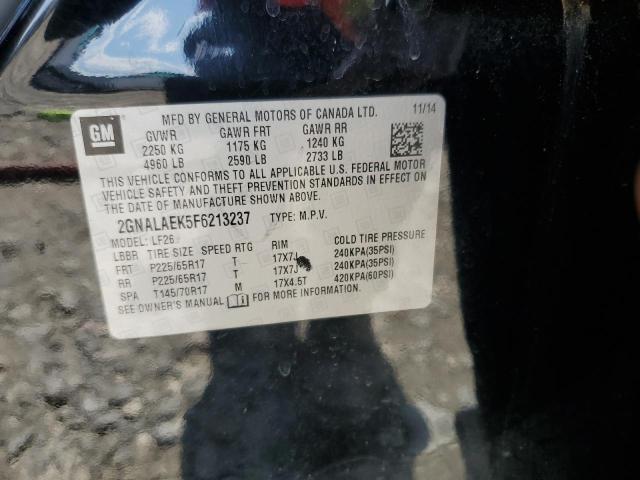 GM
MFD BY GENERAL MOTORS OF CANADA LTD. 11/14
GVWR GAWR FRT GAWR RR
2250 KG 1175 KG 1240 KG
4960 LB 2590 LB 2733 LB
THIS VEHICLE CONFORMS TO ALL APPLICABLE U.S. FEDERAL MOTOR
VEHICLE SAFETY AND THEFT PREVENTION STANDARDS IN EFFECT ON
THE DATE OF MANUFACTURE SHOWN ABOVE.
2GNALAEK5F6213237 TYPE: M.P.V.
MODEL: LF26
LBBR TIRE SIZE SPEED RTG RIM COLD TIRE PRESSURE
FRT P225/65R17 T 17X7J 240KPA(35PSI)
RR P225/65R17 T 17X7J 240KPA(35PSI)
SPA T145/70R17 M 17X4.5T 420KPA(60PSI)
SEE OWNER'S MANUAL FOR MORE INFORMATION.